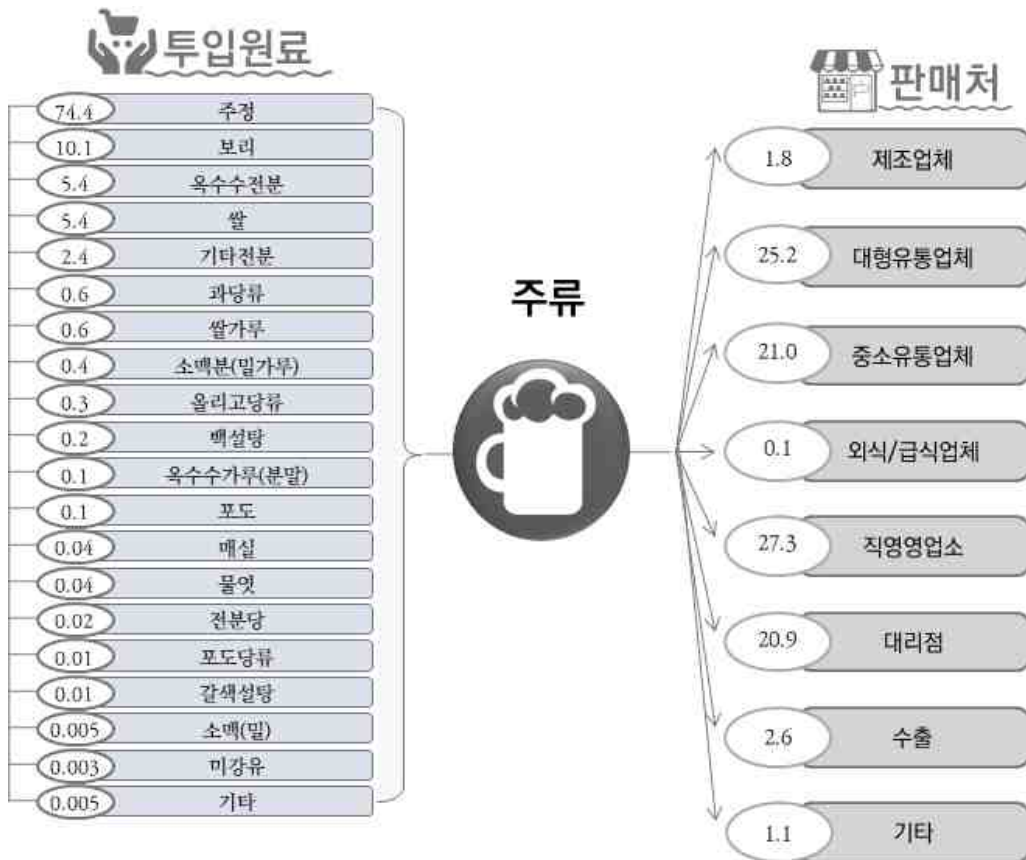 투입원료
74.4 주정
10.1 보리
5.4 옥수수전분
5.4 쌀
2.4 기타전분
0.6 과당류
0.6 쌀가루
0.4 소맥분(밀가루)
0.3 올리고당류
0.2 백설탕
0.1 옥수수가루(분말)
0.1 포도
0.04 매실
0.04 물엿
0.02 전분당
0.01 포도당류
0.01 갈색설탕
0.005 소맥(밀)
0.003 미강유
0.005 기타
주류
판매처
1.8 제조업체
25.2 대형유통업체
21.0 중소유통업체
0.1 외식/급식업체
27.3 직영영업소
20.9 대리점
2.6 수출
1.1 기타